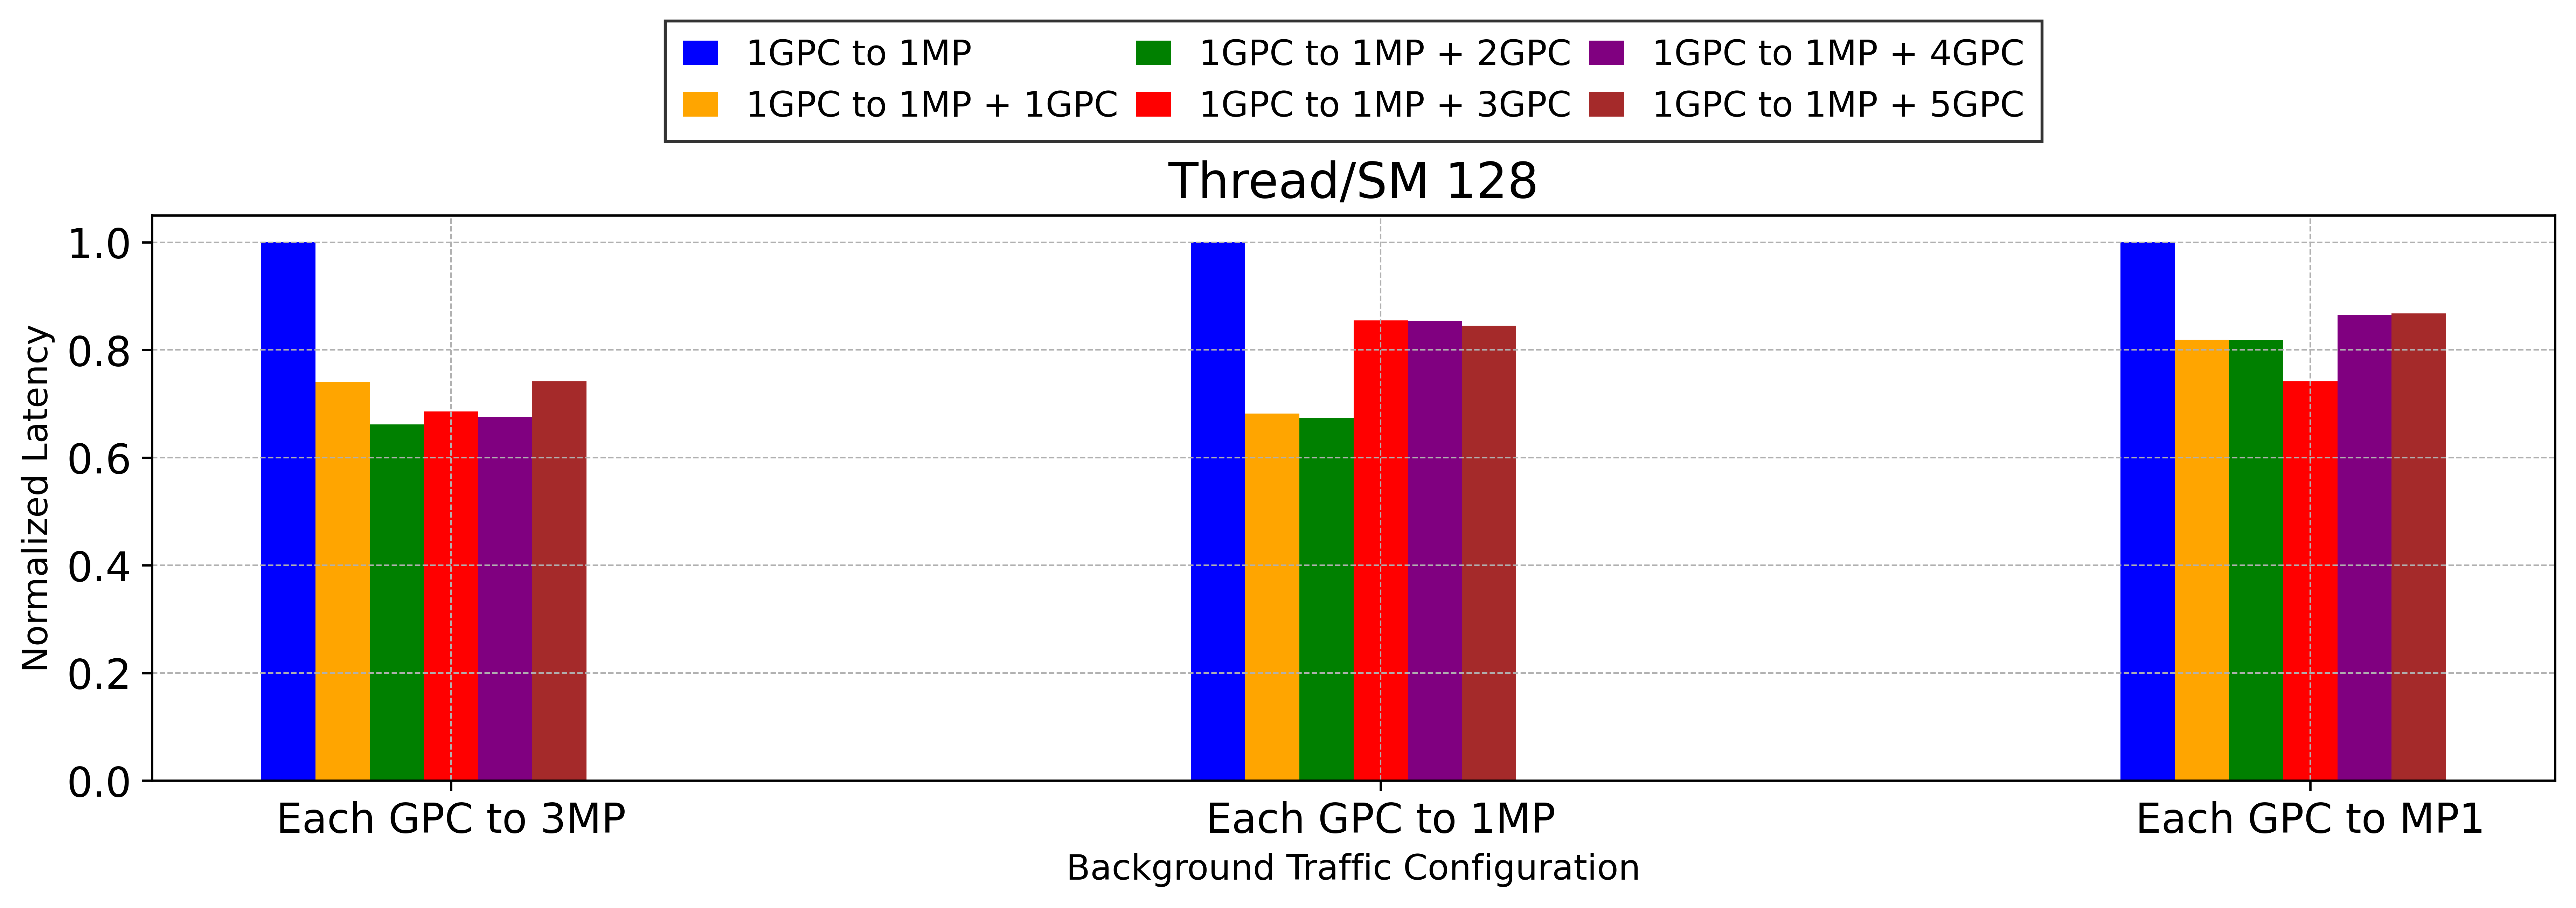 1GPC to 1MP
1GPC to 1MP + 1GPC
1GPC to 1MP + 2GPC
1GPC to 1MP + 3GPC
1GPC to 1MP + 4GPC
1GPC to 1MP + 5GPC
Thread/SM 128
Normalized Latency
1.0
0.8
0.6
0.4
0.2
0.0
Each GPC to 3MP
Each GPC to 1MP
Each GPC to MP1
Background Traffic Configuration